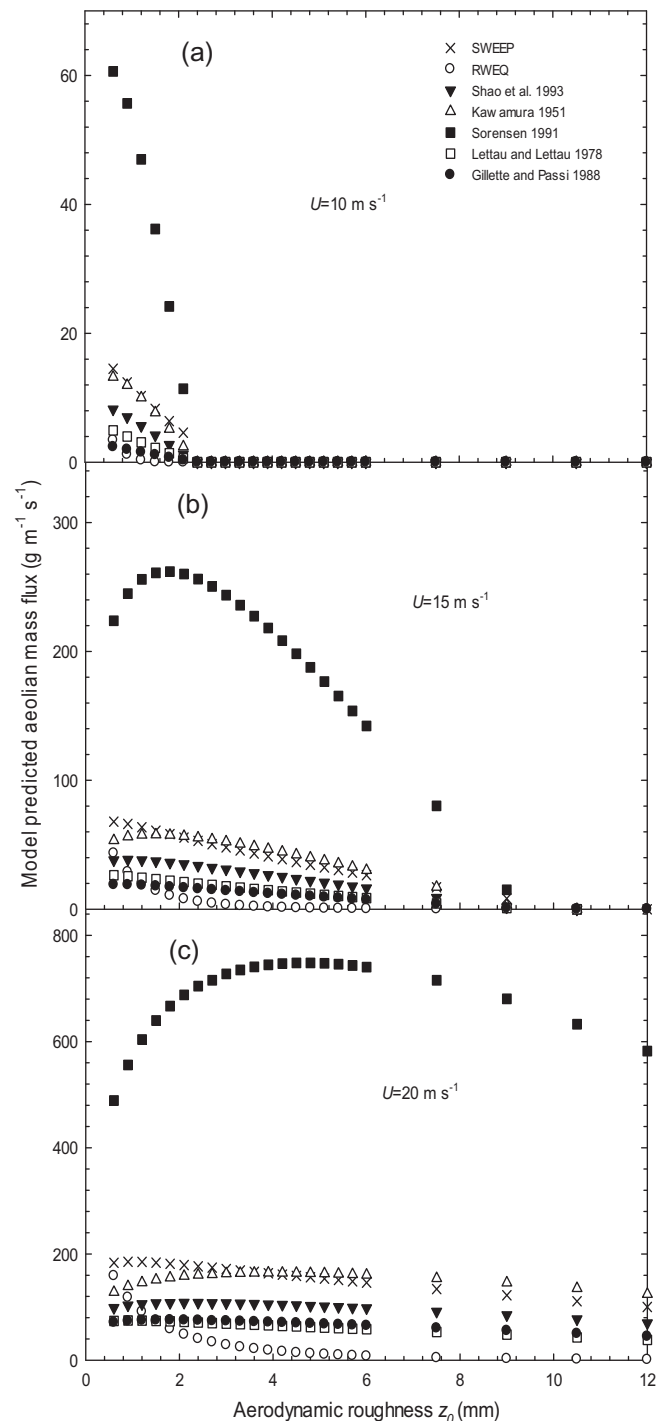 (a)
SWEEP
RWEQ
Shao et al. 1993
Kawamura 1951
Sorensen 1991
Lettau and Lettau 1978
Gillette and Passi 1988
U=10 m s⁻¹
60
40
20
0
(b)
U=15 m s⁻¹
300
200
100
0
(c)
U=20 m s⁻¹
800
600
400
200
0
0 2 4 6 8 10 12
Model predicted aeolian mass flux (g m⁻¹ s⁻¹)
Aerodynamic roughness z₀ (mm)